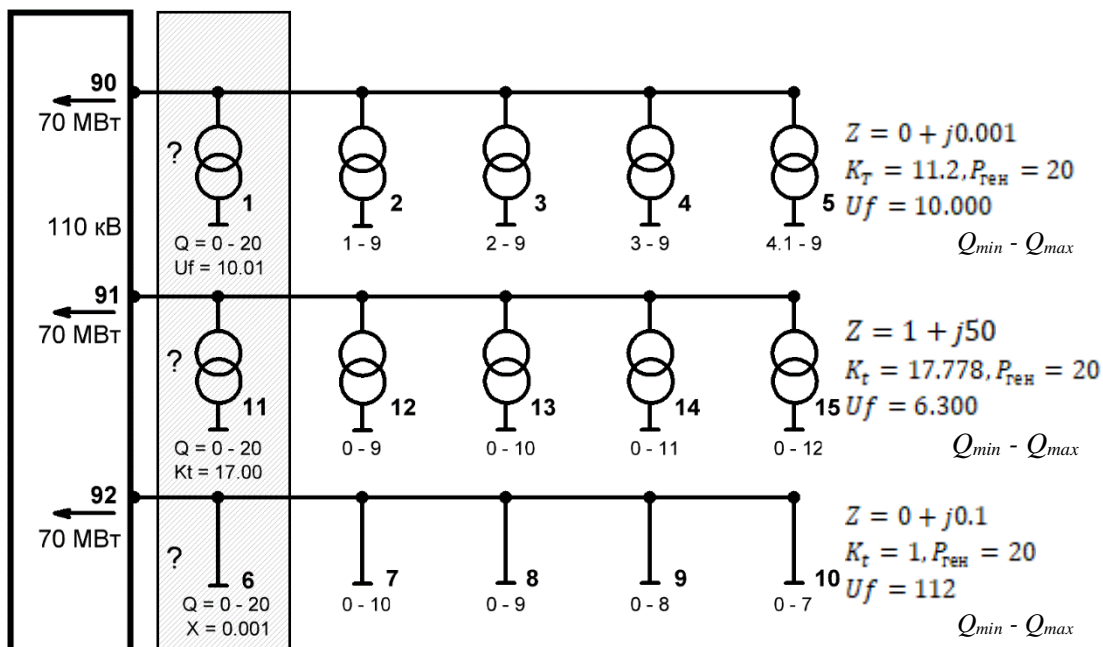 90
70 МВт
?
1
2
3
4
5
Z = 0 + j0.001
K_T = 11.2, P_ген = 20
Uf = 10.000
Q_min - Q_max
110 кВ
Q = 0 - 20
Uf = 10.01
1 - 9
2 - 9
3 - 9
4.1 - 9
91
70 МВт
?
11
12
13
14
15
Z = 1 + j50
K_t = 17.778, P_ген = 20
Uf = 6.300
Q_min - Q_max
Q = 0 - 20
Kt = 17.00
0 - 9
0 - 10
0 - 11
0 - 12
92
70 МВт
?
6
7
8
9
10
Z = 0 + j0.1
K_t = 1, P_ген = 20
Uf = 112
Q_min - Q_max
Q = 0 - 20
X = 0.001
0 - 10
0 - 9
0 - 8
0 - 7